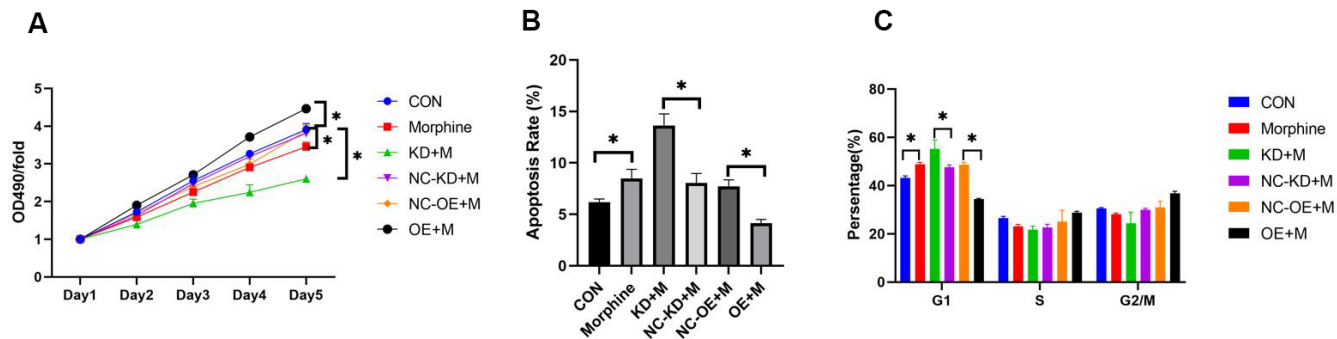 A
OD490/fold
5
4
3
2
1
0
Day1 Day2 Day3 Day4 Day5
*
*
*
CON
Morphine
KD+M
NC-KD+M
NC-OE+M
OE+M
B
Apoptosis Rate (%)
20
15
10
5
0
*
*
*
CON
Morphine
KD+M
NC-KD+M
NC-OE+M
OE+M
C
Persentage(%)
80
60
40
20
0
*
*
*
G1 S G2/M
CON
Morphine
KD+M
NC-KD+M
NC-OE+M
OE+M